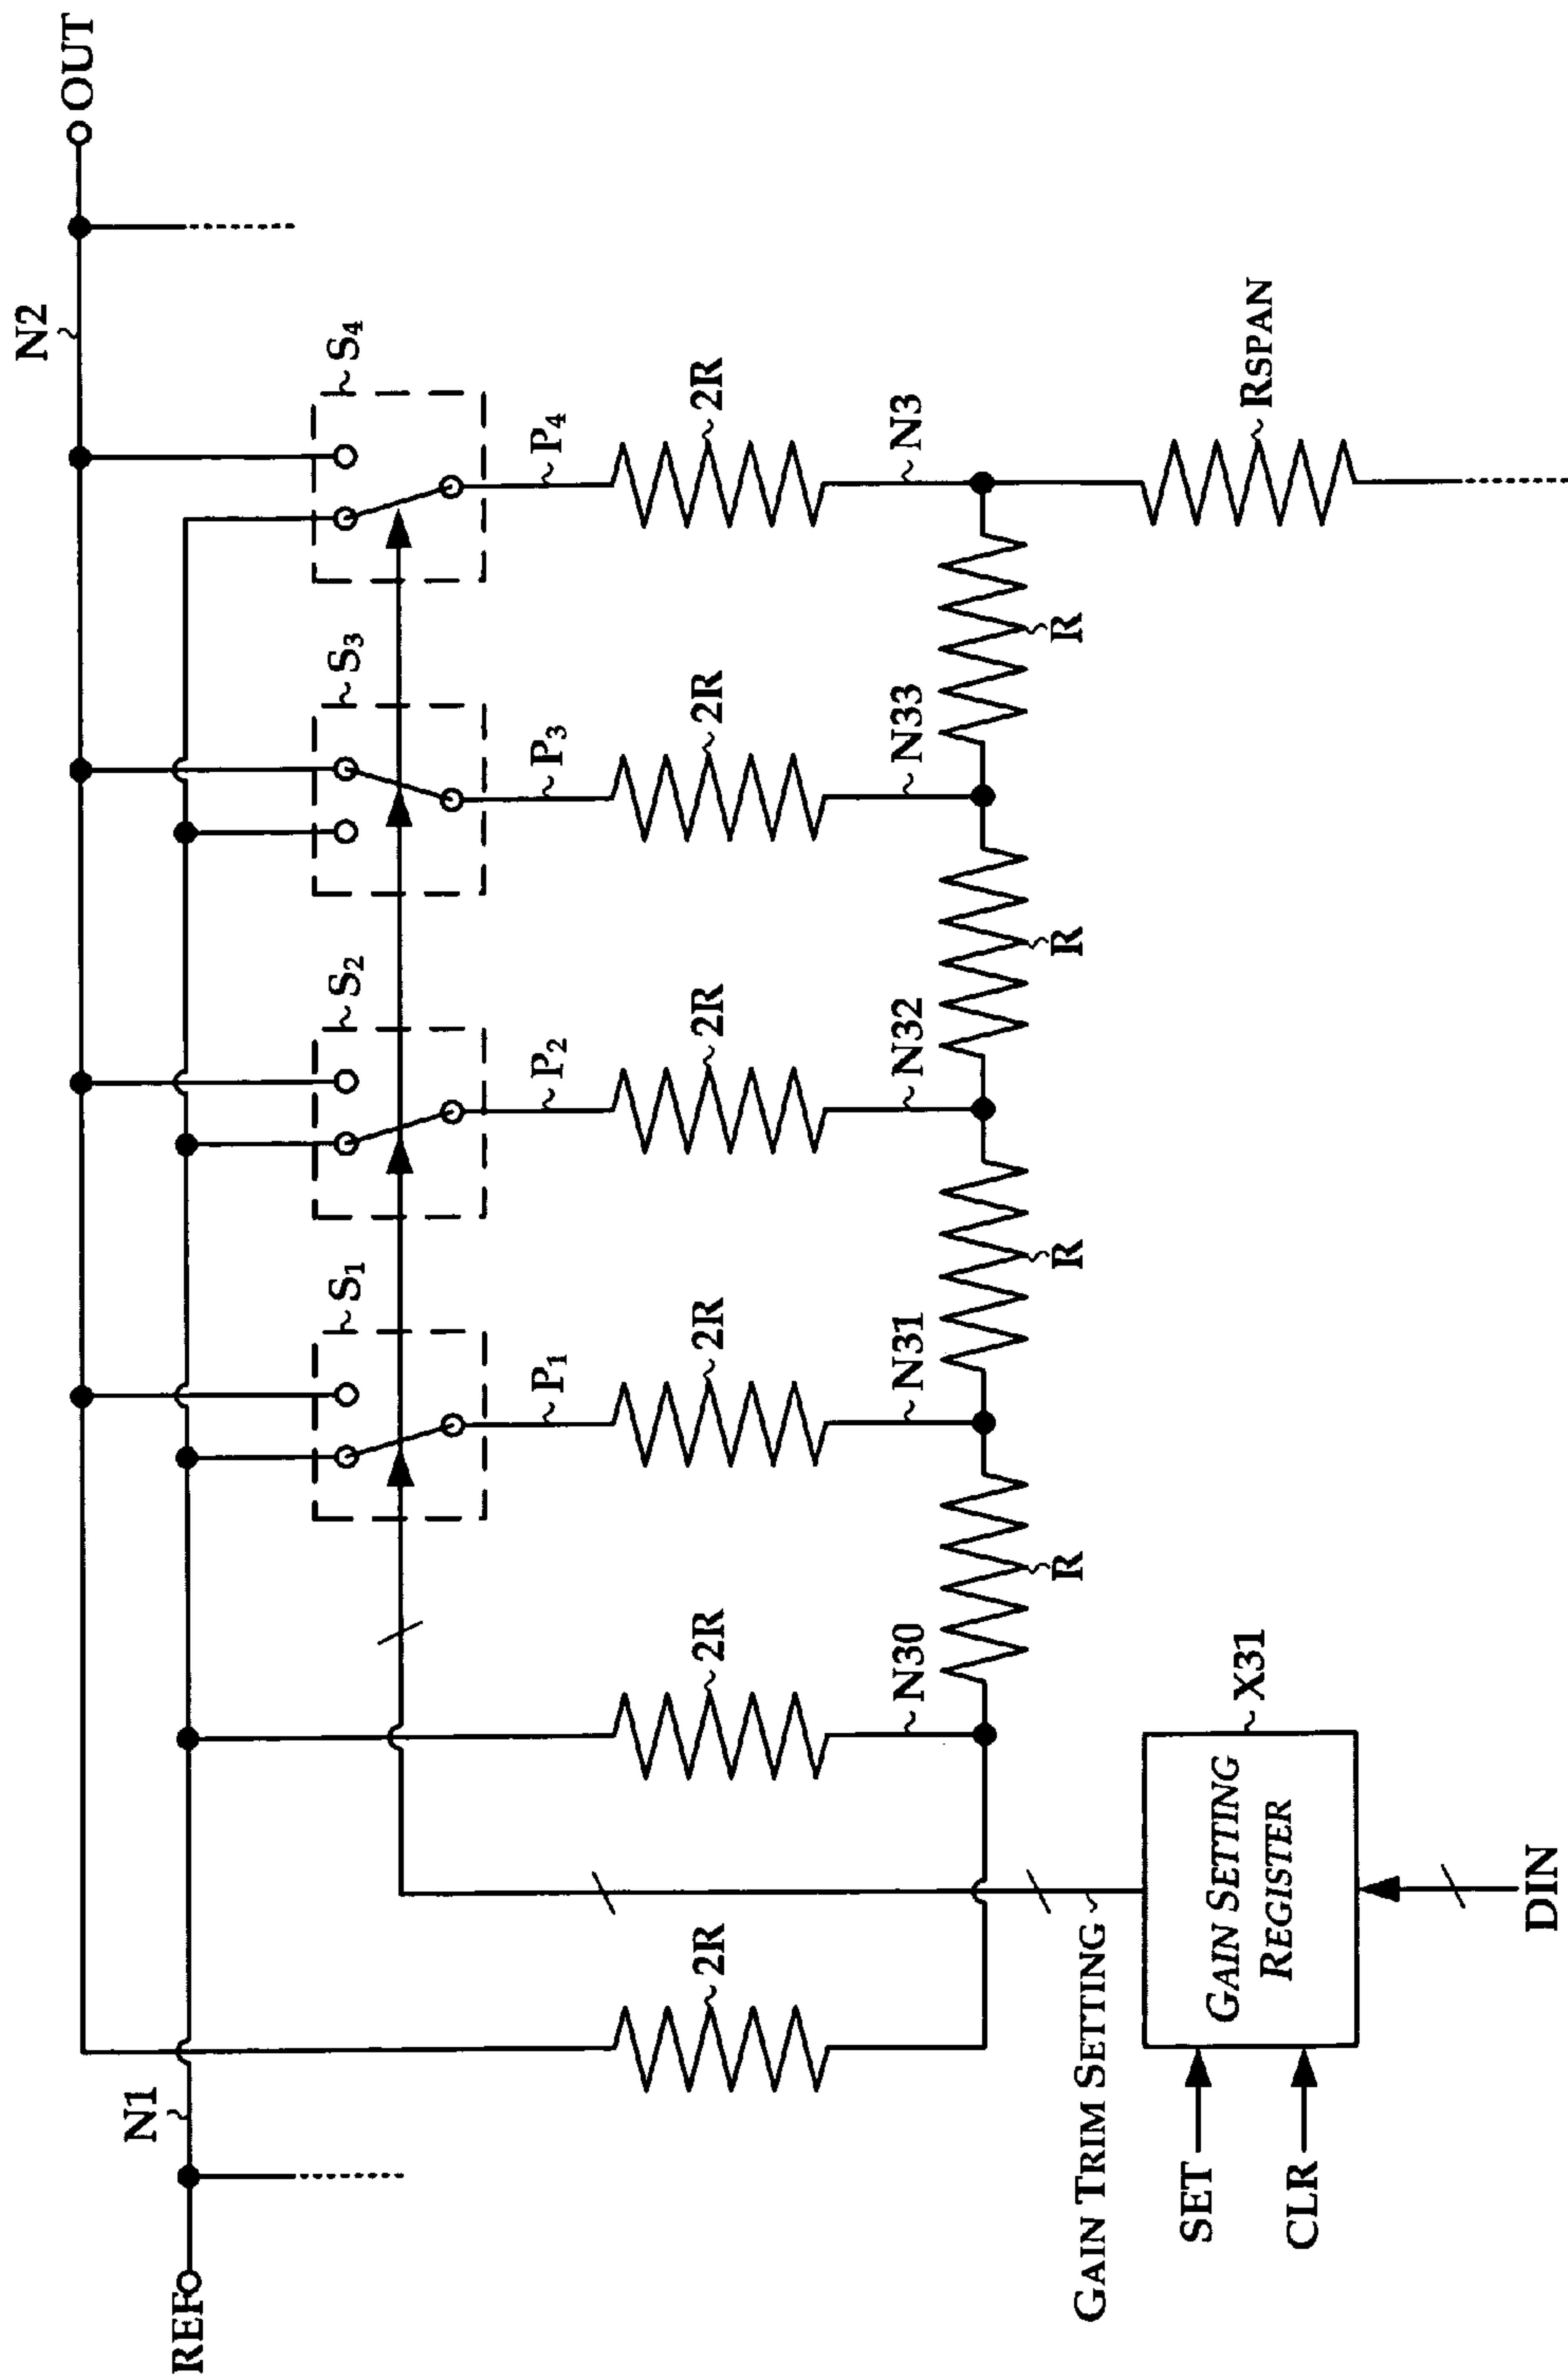 OUT
N2
N1
REF
S1
S2
S3
S4
P1
P2
P3
P4
2R
2R
2R
2R
2R
2R
N30
N31
N32
N33
N3
R
R
R
R
RSPAN
GAIN TRIM SETTING
X31
GAIN SETTING
REGISTER
SET
CLR
DIN